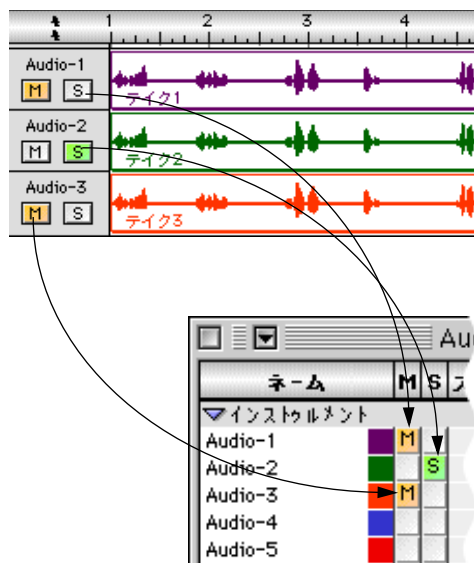 1 2 3 4
Audio-1
M S
テイク1
Audio-2
M S
テイク2
Audio-3
M S
テイク3
Au
ネーム M S
インストゥルメント
Audio-1 M
Audio-2 S
Audio-3 M
Audio-4
Audio-5